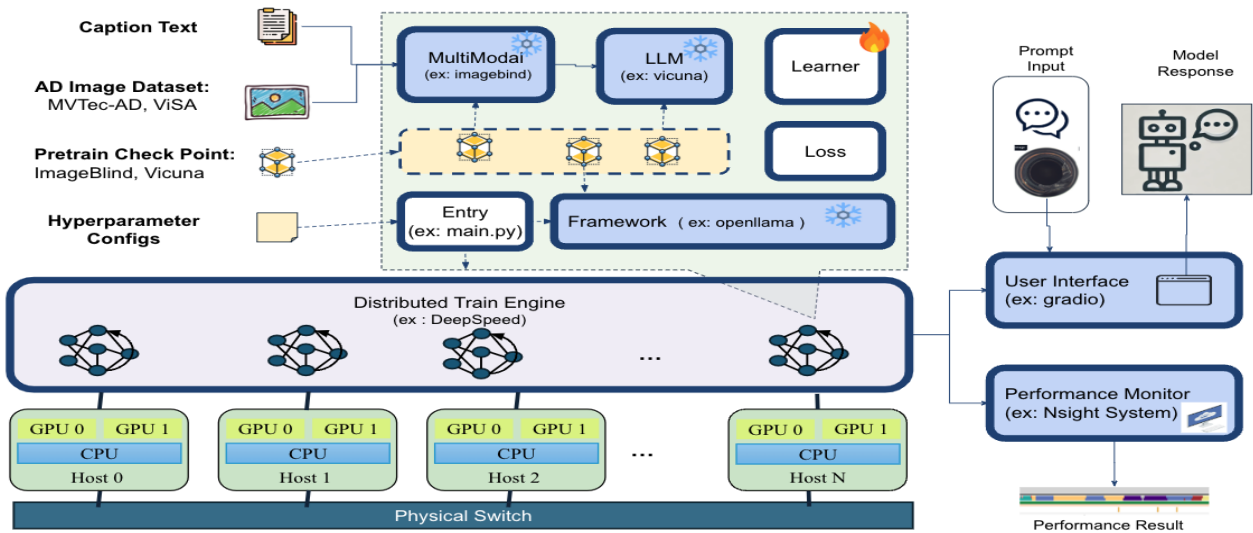 Caption Text
AD Image Dataset:
MVTec-AD, ViSA
Pretrain Check Point:
ImageBlind, Vicuna
Hyperparameter
Configs
MultiModal
(ex: imagebind)
LLM
(ex: vicuna)
Learner
Loss
Entry
(ex: main.py)
Framework ( ex: openllama )
Distributed Train Engine
(ex : DeepSpeed)
...
GPU 0 GPU 1
CPU
Host 0
GPU 0 GPU 1
CPU
Host 1
GPU 0 GPU 1
CPU
Host 2
...
GPU 0 GPU 1
CPU
Host N
Physical Switch
Prompt
Input
Model
Response
User Interface
(ex: gradio)
Performance Monitor
(ex: Nsight System)
Performance Result